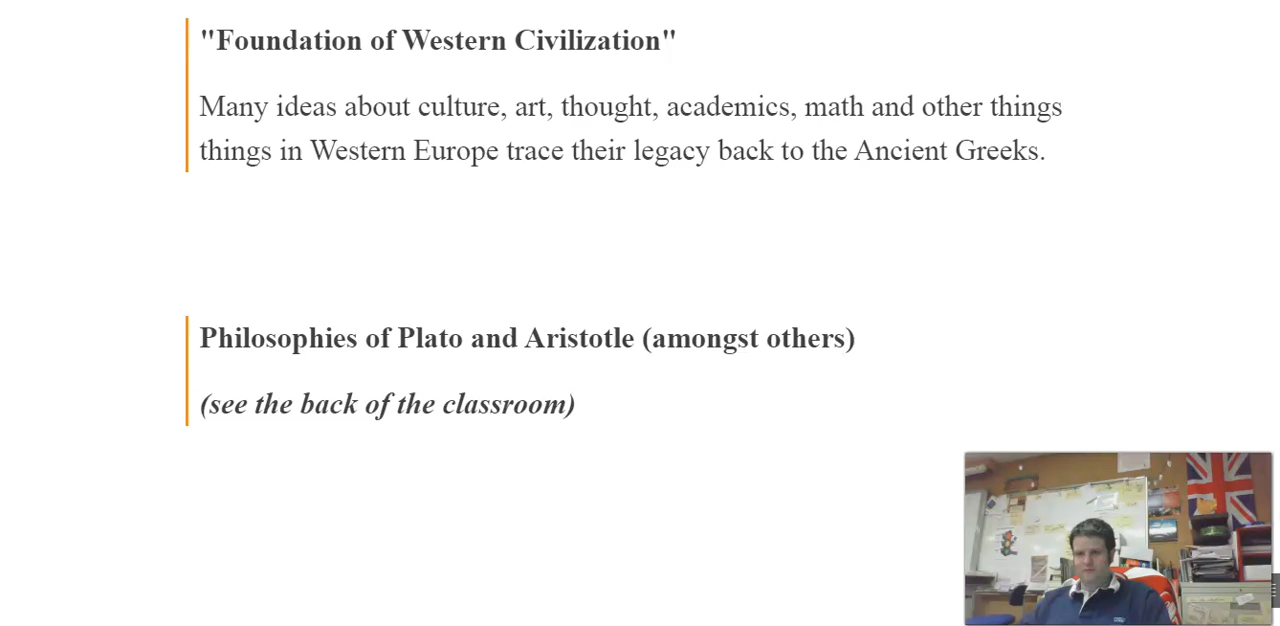 "Foundation of Western Civilization"
Many ideas about culture, art, thought, academics, math and other things
things in Western Europe trace their legacy back to the Ancient Greeks.
Philosophies of Plato and Aristotle (amongst others)
(see the back of the classroom)